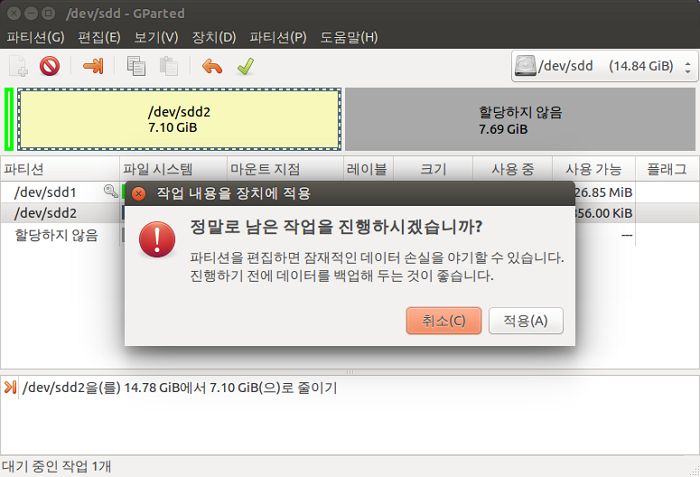 /dev/sdd - GParted
파티션(G) 편집(E) 보기(V) 장치(D) 파티션(P) 도움말(H)
/dev/sdd (14.84 GiB)
/dev/sdd2
7.10 GiB
할당하지 않음
7.69 GiB
파티션 파일 시스템 마운트 지점 레이블 크기 사용 중 사용 가능 플래그
/dev/sdd1 26.85 MiB
/dev/sdd2 56.00 KiB
할당하지 않음 ---
작업 내용을 장치에 적용
정말로 남은 작업을 진행하시겠습니까?
파티션을 편집하면 잠재적인 데이터 손실을 야기할 수 있습니다.
진행하기 전에 데이터를 백업해 두는 것이 좋습니다.
취소(C) 적용(A)
/dev/sdd2을(를) 14.78 GiB에서 7.10 GiB(으)로 줄이기
대기 중인 작업 1개